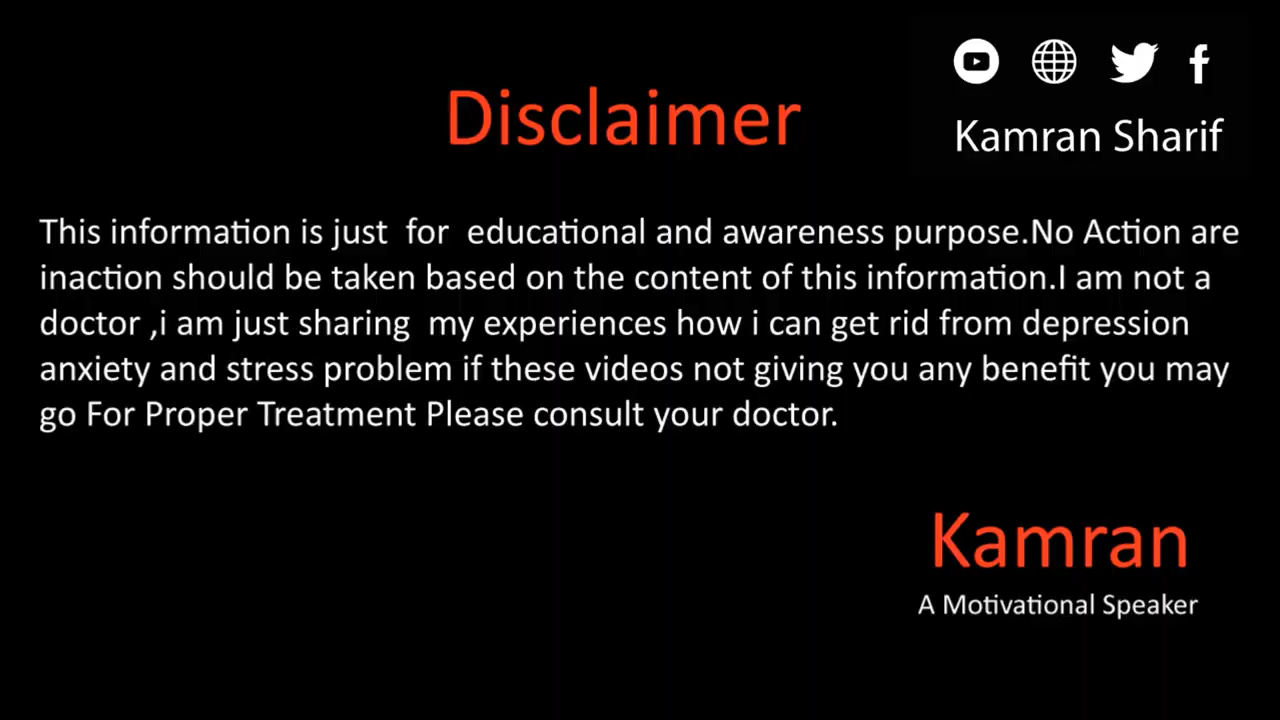 Disclaimer
Kamran Sharif
This information is just  for  educational and awareness purpose.No Action are
inaction should be taken based on the content of this information.I am not a
doctor ,i am just sharing  my experiences how i can get rid from depression
anxiety and stress problem if these videos not giving you any benefit you may
go For Proper Treatment Please consult your doctor.
Kamran
A Motivational Speaker